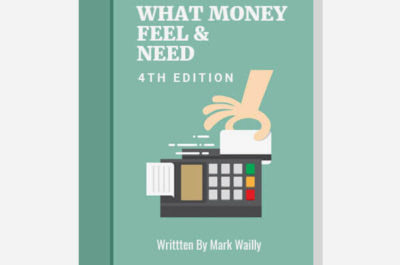 WHAT MONEY
FEEL &
NEED
4TH EDITION
Writtten By Mark Wailly